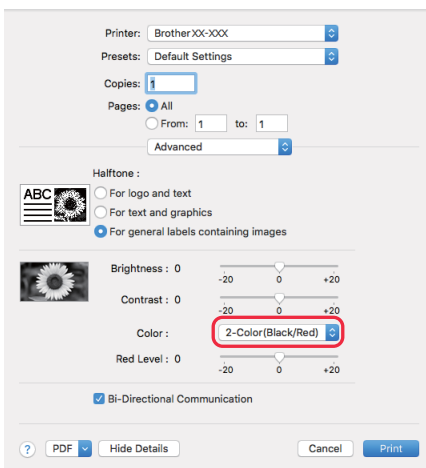 Printer: Brother XX-XXX
Presets: Default Settings
Copies: 1
Pages: All
From: 1 to: 1
Advanced
Halftone :
ABC
For logo and text
For text and graphics
For general labels containing images
Brightness : 0
-20 0 +20
Contrast : 0
-20 0 +20
Color : 2-Color(Black/Red)
Red Level : 0
-20 0 +20
Bi-Directional Communication
? PDF Hide Details Cancel Print